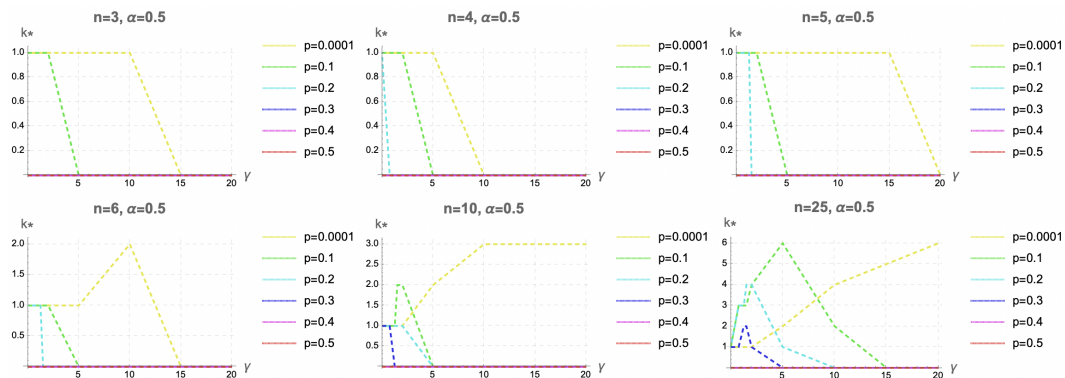 n=3, α=0.5
k*
1.0
0.8
0.6
0.4
0.2
5 10 15 20 γ
p=0.0001
p=0.1
p=0.2
p=0.3
p=0.4
p=0.5
n=4, α=0.5
k*
1.0
0.8
0.6
0.4
0.2
5 10 15 20 γ
p=0.0001
p=0.1
p=0.2
p=0.3
p=0.4
p=0.5
n=5, α=0.5
k*
1.0
0.8
0.6
0.4
0.2
5 10 15 20 γ
p=0.0001
p=0.1
p=0.2
p=0.3
p=0.4
p=0.5
n=6, α=0.5
k*
2.0
1.5
1.0
0.5
5 10 15 20 γ
p=0.0001
p=0.1
p=0.2
p=0.3
p=0.4
p=0.5
n=10, α=0.5
k*
3.0
2.5
2.0
1.5
1.0
0.5
5 10 15 20 γ
p=0.0001
p=0.1
p=0.2
p=0.3
p=0.4
p=0.5
n=25, α=0.5
k*
6
5
4
3
2
1
5 10 15 20 γ
p=0.0001
p=0.1
p=0.2
p=0.3
p=0.4
p=0.5